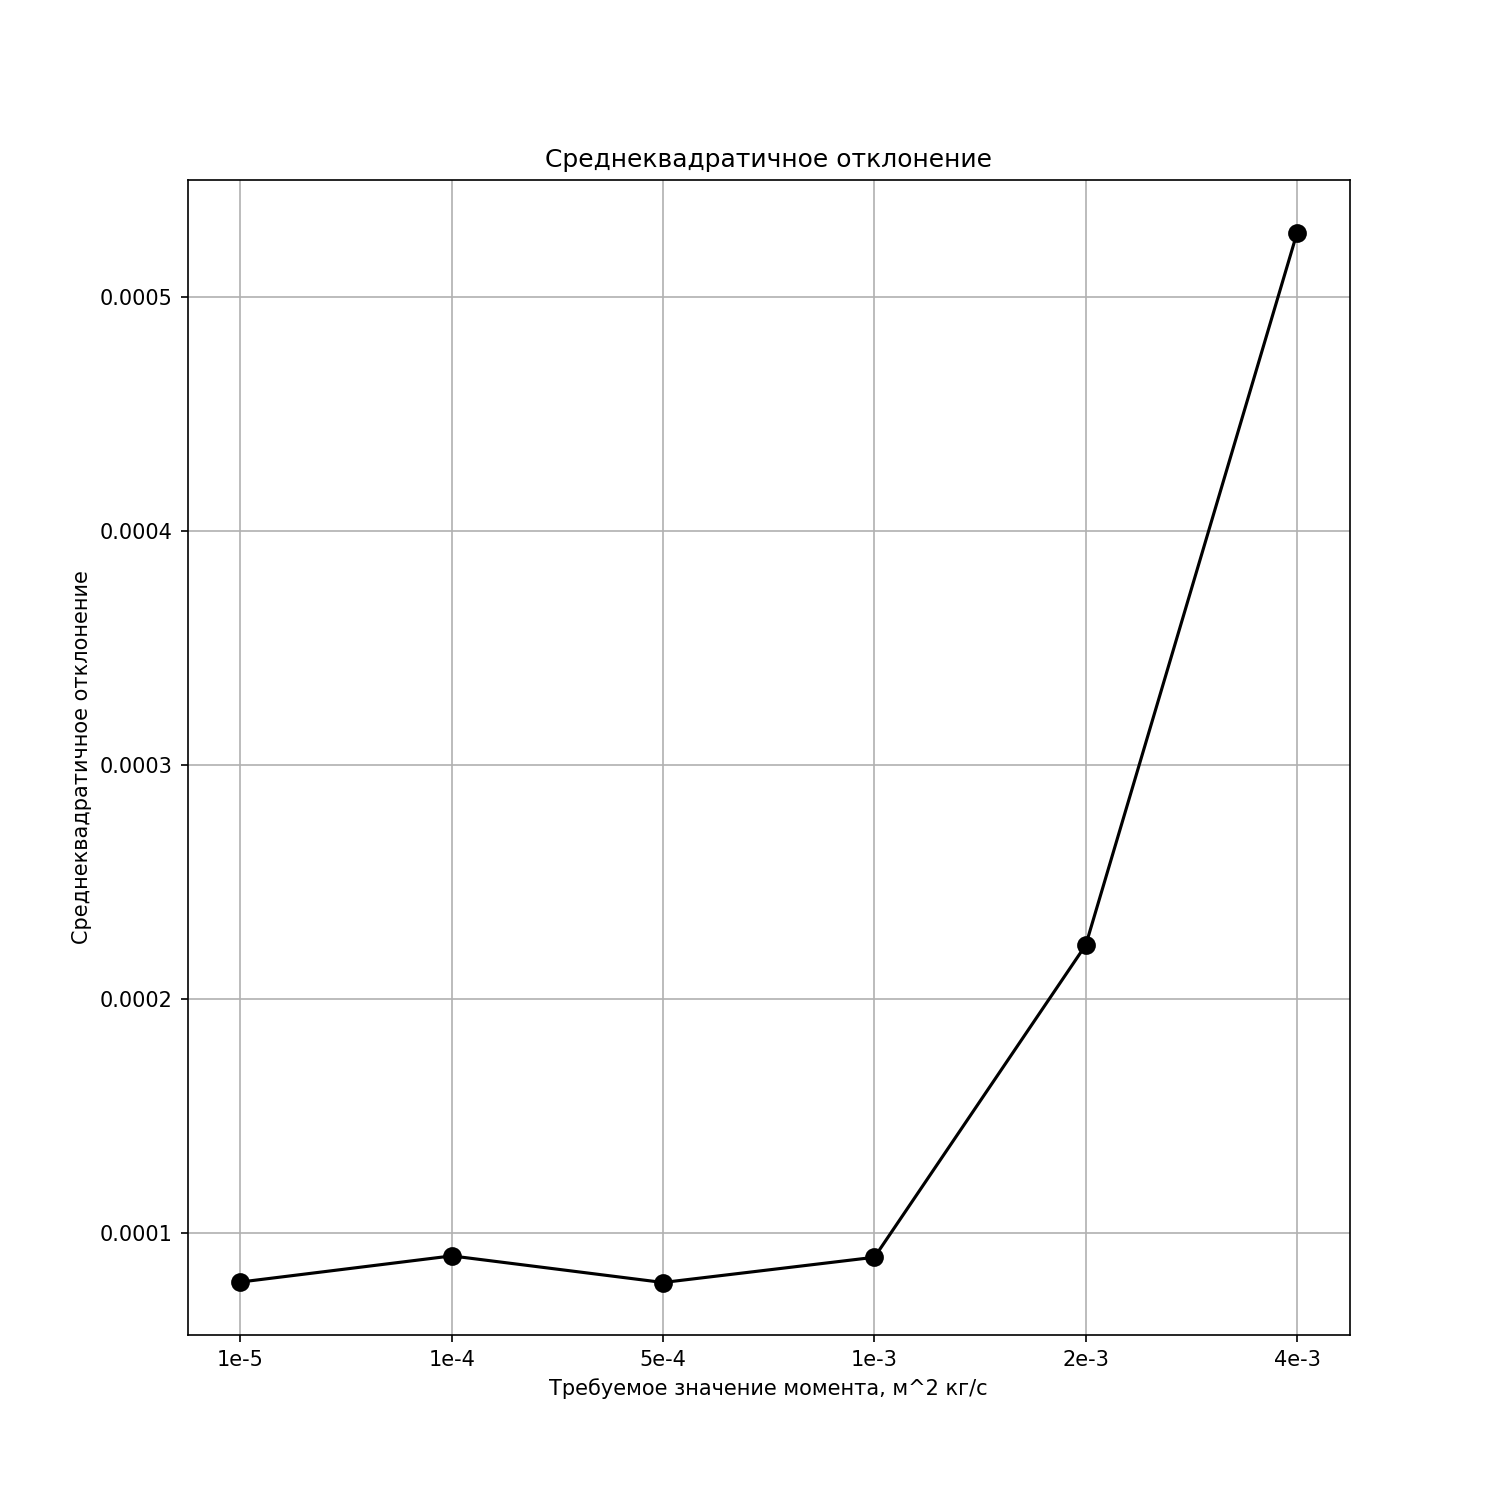 Среднеквадратичное отклонение
0.0005
0.0004
0.0003
0.0002
0.0001
Среднеквадратичное отклонение
1e-5 1e-4 5e-4 1e-3 2e-3 4e-3
Требуемое значение момента, м^2 кг/с